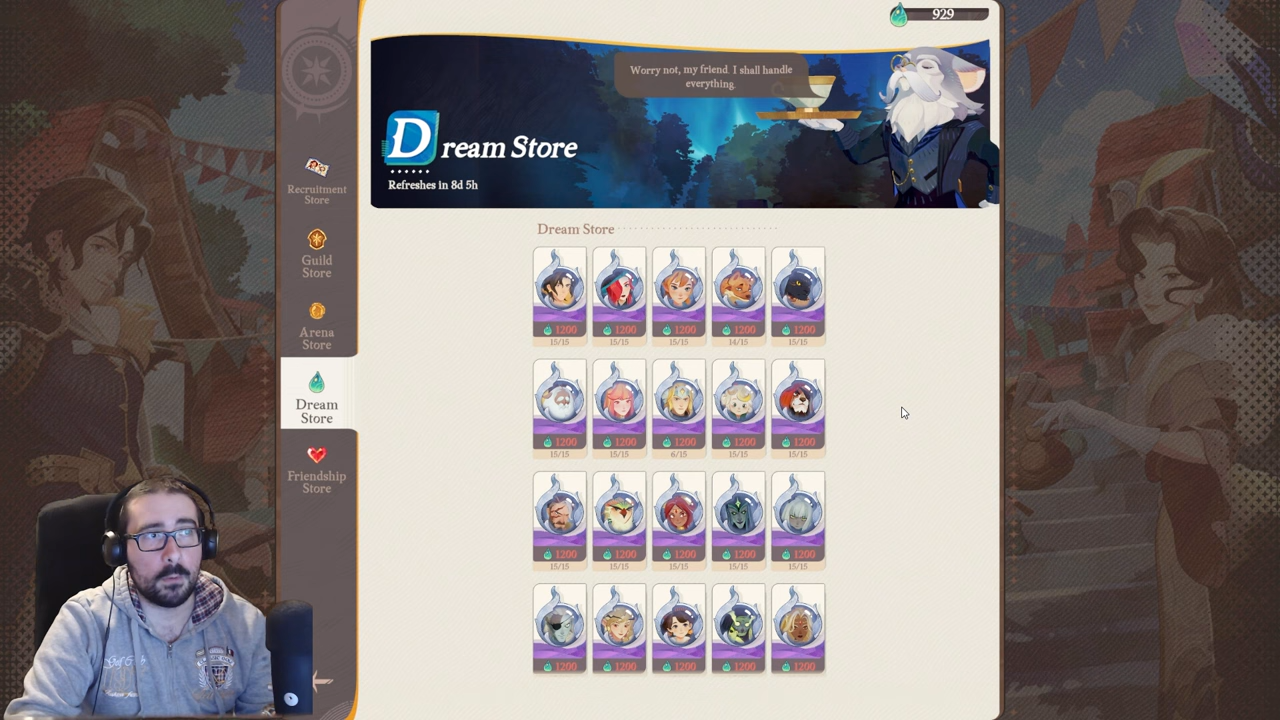 929
Worry not, my friend. I shall handle
everything.
Dream Store
Refreshes in 8d 5h
Recruitment
Store
Guild
Store
Arena
Store
Dream
Store
Friendship
Store
Dream Store
1200 1200 1200 1200 1200
15/15 15/15 15/15 14/15 15/15
1200 1200 1200 1200 1200
15/15 15/15 6/15 15/15 15/15
1200 1200 1200 1200 1200
15/15 15/15 15/15 15/15 15/15
1200 1200 1200 1200 1200